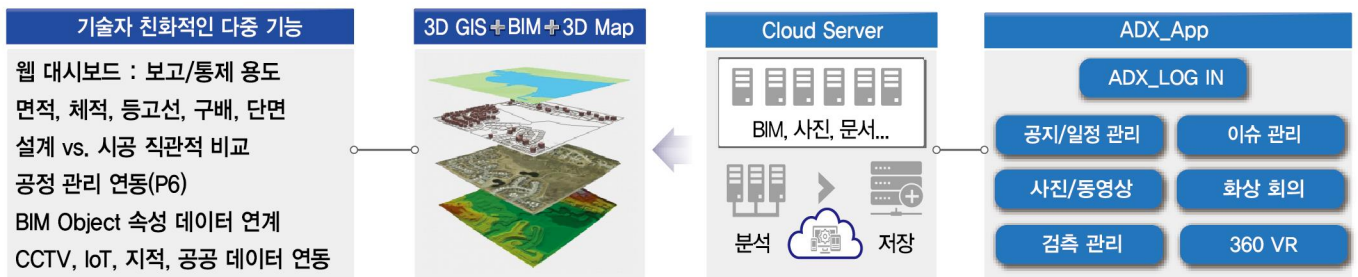 기술자 친화적인 다중 기능
웹 대시보드 : 보고/통제 용도
면적, 체적, 등고선, 구배, 단면
설계 vs. 시공 직관적 비교
공정 관리 연동(P6)
BIM Object 속성 데이터 연계
CCTV, IoT, 지적, 공공 데이터 연동
3D GIS+BIM+3D Map
Cloud Server
BIM, 사진, 문서...
분석
저장
ADX_App
ADX_LOG IN
공지/일정 관리
이슈 관리
사진/동영상
화상 회의
검측 관리
360 VR